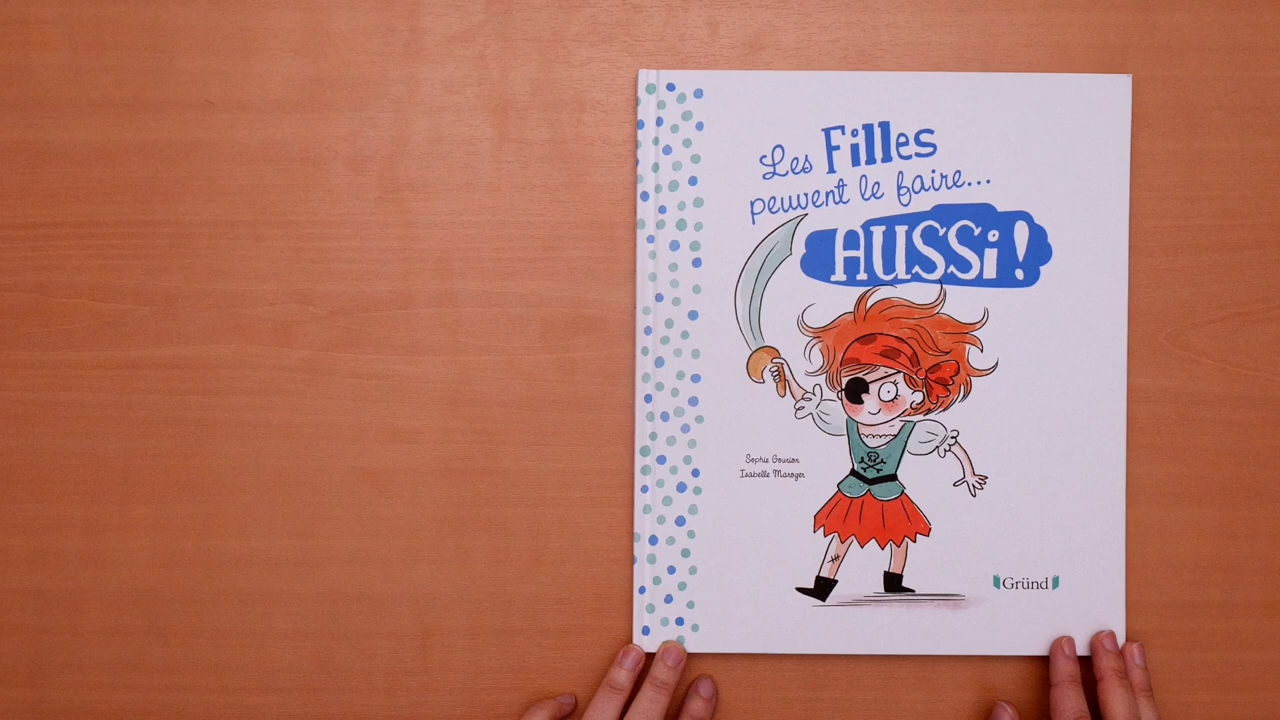 Les Filles
peuvent le faire...
AUSSi !
Sophie Gourion
Isabelle Maroger
Gründ